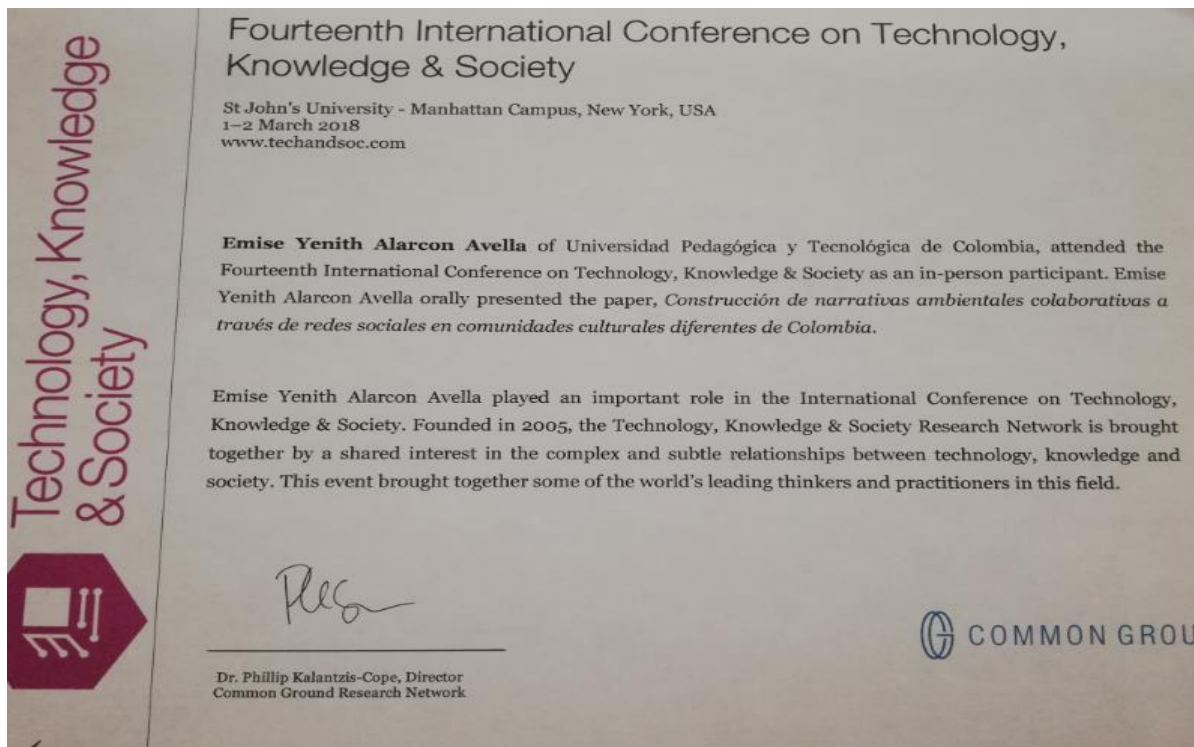 Technology, Knowledge
& Society
Fourteenth International Conference on Technology,
Knowledge & Society
St John's University - Manhattan Campus, New York, USA
1–2 March 2018
www.techandsoc.com
Emise Yenith Alarcon Avella of Universidad Pedagógica y Tecnológica de Colombia, attended the
Fourteenth International Conference on Technology, Knowledge & Society as an in-person participant. Emise
Yenith Alarcon Avella orally presented the paper, Construcción de narrativas ambientales colaborativas a
través de redes sociales en comunidades culturales diferentes de Colombia.
Emise Yenith Alarcon Avella played an important role in the International Conference on Technology,
Knowledge & Society. Founded in 2005, the Technology, Knowledge & Society Research Network is brought
together by a shared interest in the complex and subtle relationships between technology, knowledge and
society. This event brought together some of the world's leading thinkers and practitioners in this field.
COMMON GROU
Dr. Phillip Kalantzis-Cope, Director
Common Ground Research Network